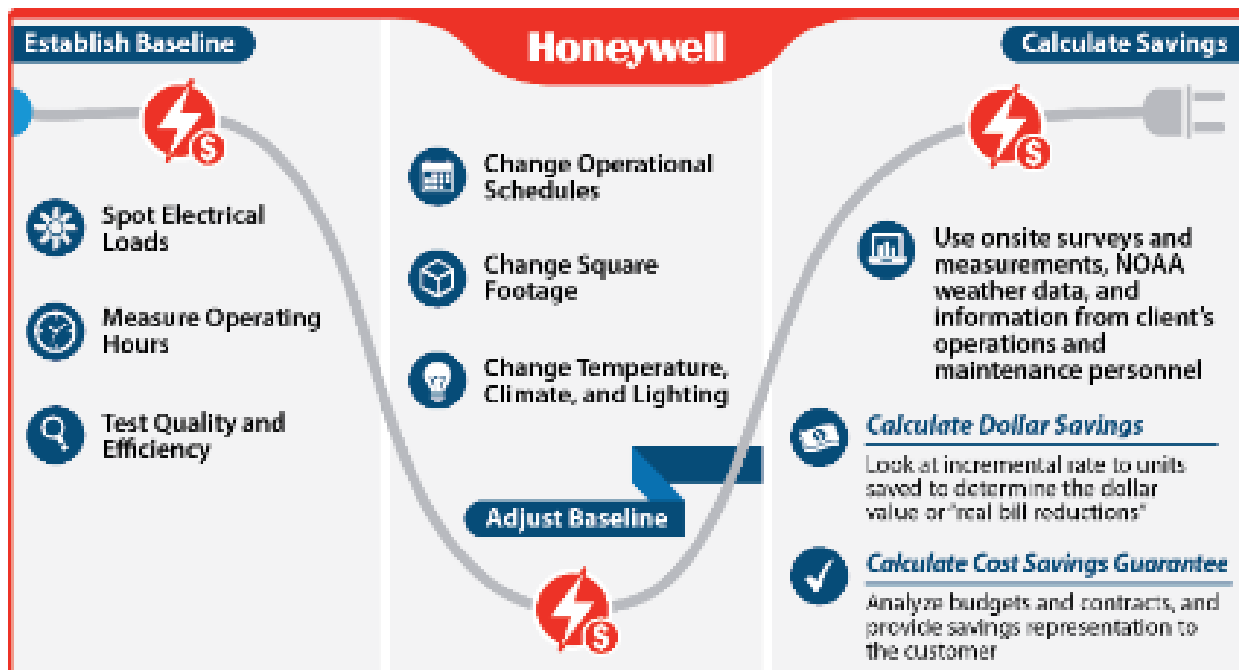 Establish Baseline
Spot Electrical
Loads
Measure Operating
Hours
Test Quality and
Efficiency
Honeywell
Change Operational
Schedules
Change Square
Footage
Change Temperature,
Climate, and Lighting
Adjust Baseline
Calculate Savings
Use onsite surveys and
measurements, NOAA
weather data, and
information from client's
operations and
maintenance personnel
Calculate Dollar Savings
Look at incremental rate to units
saved to determine the dollar
value or "real bill reductions"
Calculate Cost Savings Guarantee
Analyze budgets and contracts, and
provide savings representation to
the customer
$
$
$